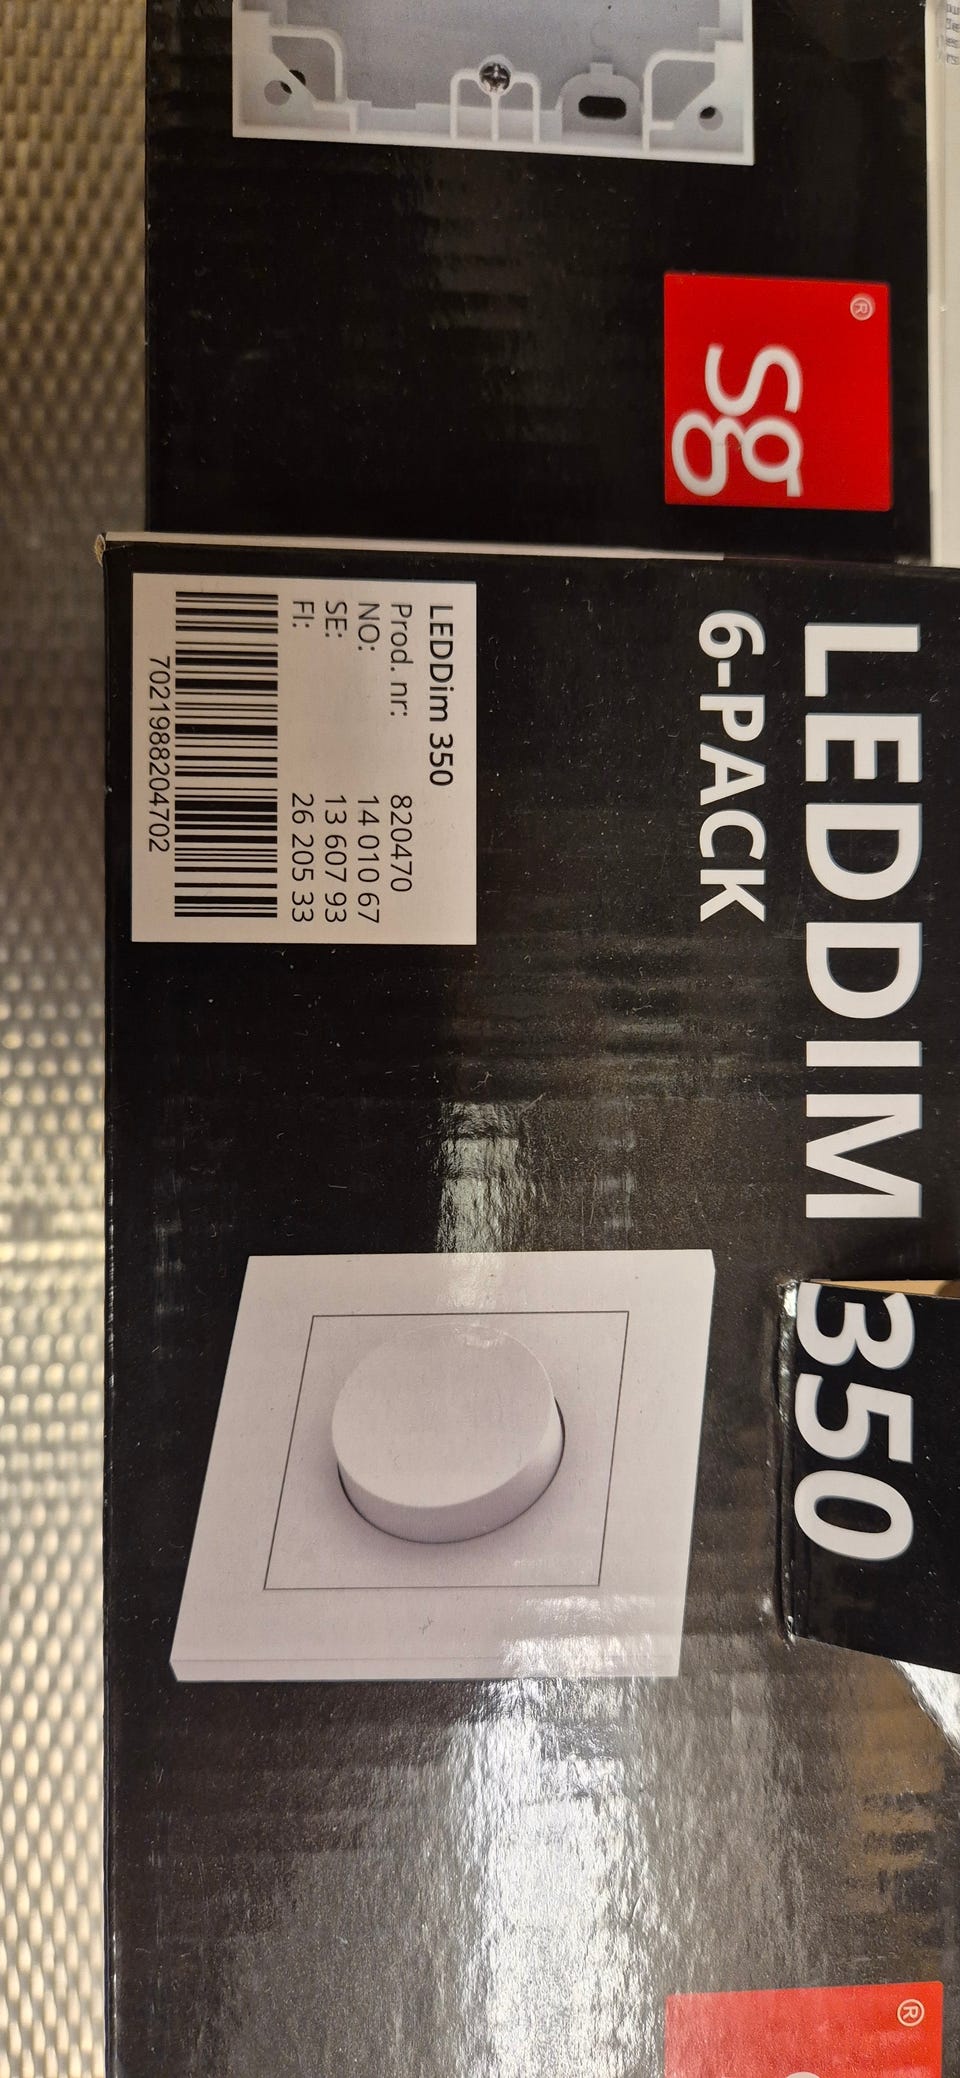 ®
sg
LEDDIM 350
6-PACK
LEDDim 350
Prod. nr: 820470
NO: 14 010 67
SE: 13 607 93
FI: 26 205 33
7021988204702
®